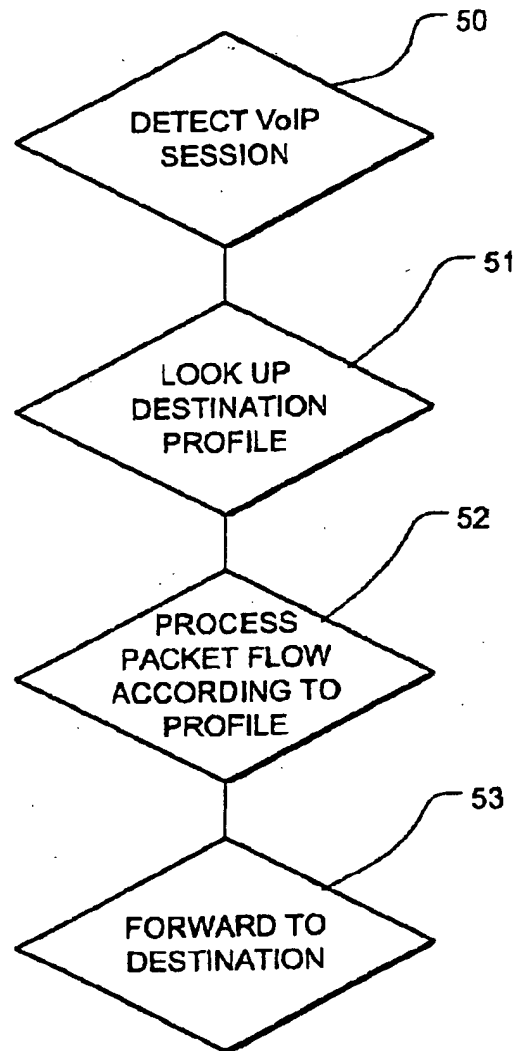 50
DETECT VoIP
SESSION
51
LOOK UP
DESTINATION
PROFILE
52
PROCESS
PACKET FLOW
ACCORDING TO
PROFILE
53
FORWARD TO
DESTINATION